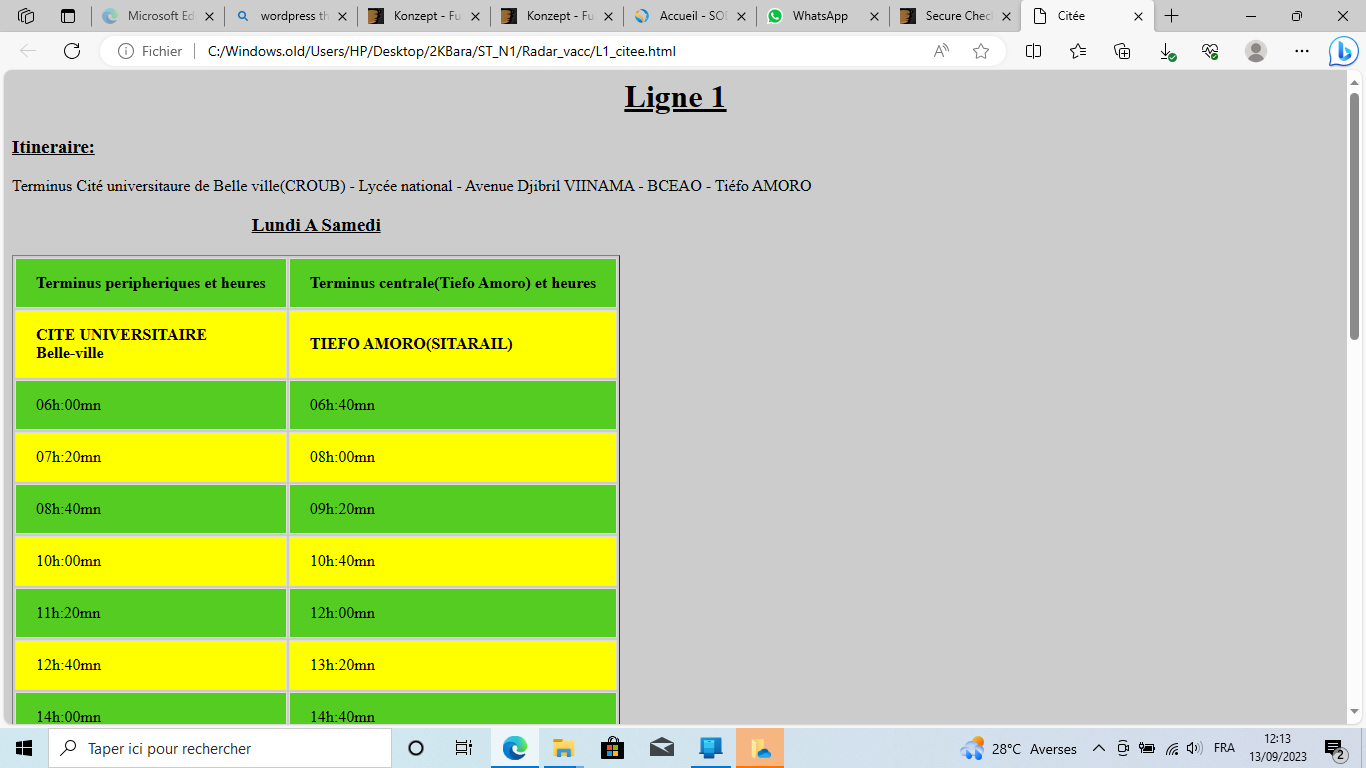 Microsoft Ed
wordpress th
Konzept - Fu
Konzept - Fu
Accueil - SO
WhatsApp
Secure Chec
Citée
Fichier
C:/Windows.old/Users/HP/Desktop/2KBara/ST_N1/Radar_vacc/L1_citee.html
Ligne 1
Itineraire:
Terminus Cité universitaure de Belle ville(CROUB) - Lycée national - Avenue Djibril VIINAMA - BCEAO - Tiéfo AMORO
Lundi A Samedi
Terminus peripheriques et heures Terminus centrale(Tiefo Amoro) et heures
CITE UNIVERSITAIRE
Belle-ville
TIEFO AMORO(SITARAIL)
06h:00mn 06h:40mn
07h:20mn 08h:00mn
08h:40mn 09h:20mn
10h:00mn 10h:40mn
11h:20mn 12h:00mn
12h:40mn 13h:20mn
14h:00mn 14h:40mn
Taper ici pour rechercher
28°C Averses
FRA
12:13
13/09/2023
2